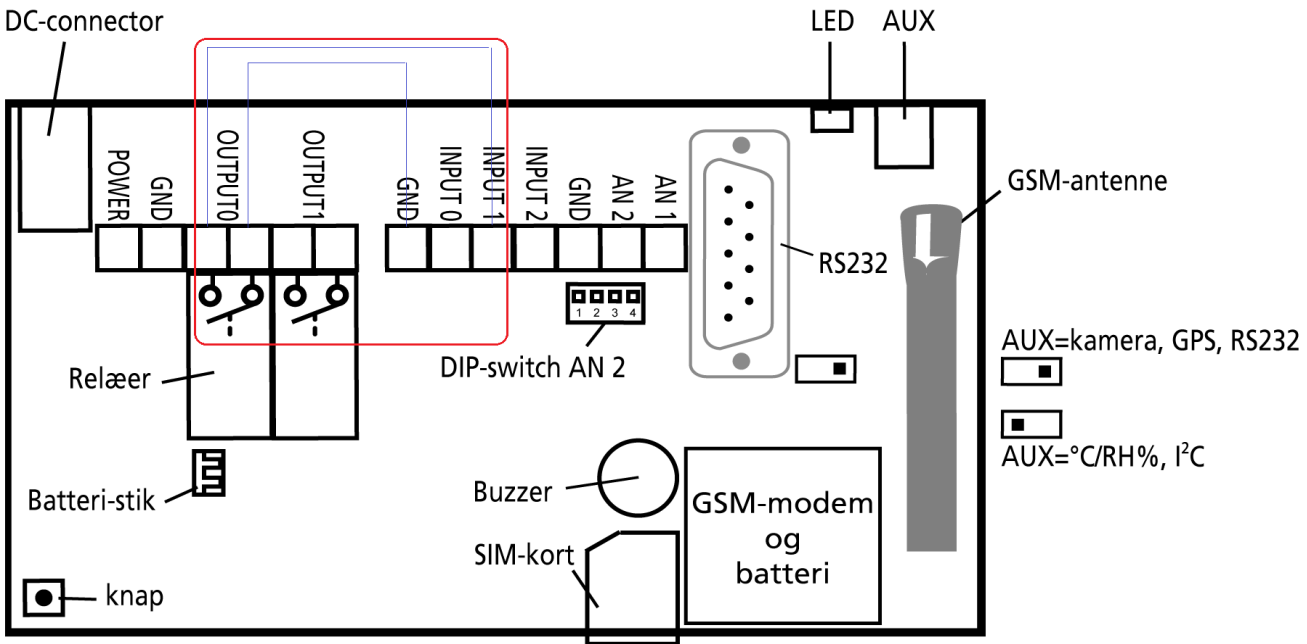 DC-connector
LED
AUX
POWER
GND
OUTPUT0
OUTPUT1
GND
INPUT 0
INPUT 1
INPUT 2
GND
AN 2
AN 1
GSM-antenne
RS232
1 2 3 4
DIP-switch AN 2
AUX=kamera, GPS, RS232
Relæer
AUX=°C/RH%, I²C
Batteri-stik
Buzzer
GSM-modem
og
batteri
SIM-kort
knap